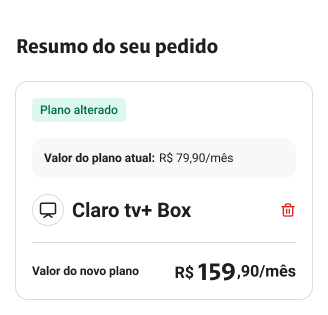 Resumo do seu pedido
Plano alterado
Valor do plano atual: R$ 79,90/mês
Claro tv+ Box
Valor do novo plano R$ 159,90/mês